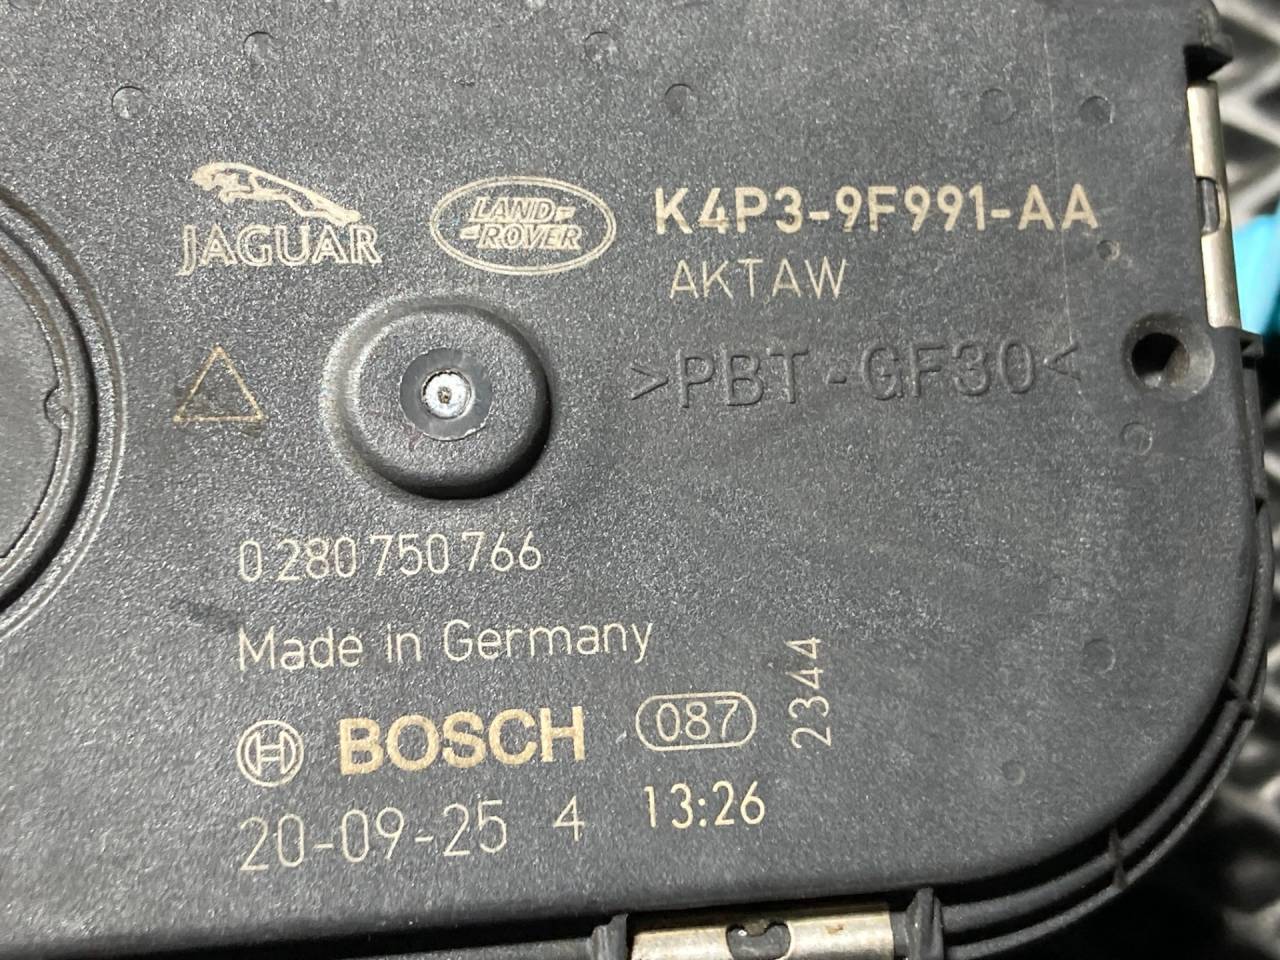 JAGUAR
LAND-
-ROVER
K4P3-9F991-AA
AKTAW
>PBT-GF30<
0 280 750 766
Made in Germany
BOSCH
087
2344
20-09-25 4 13:26